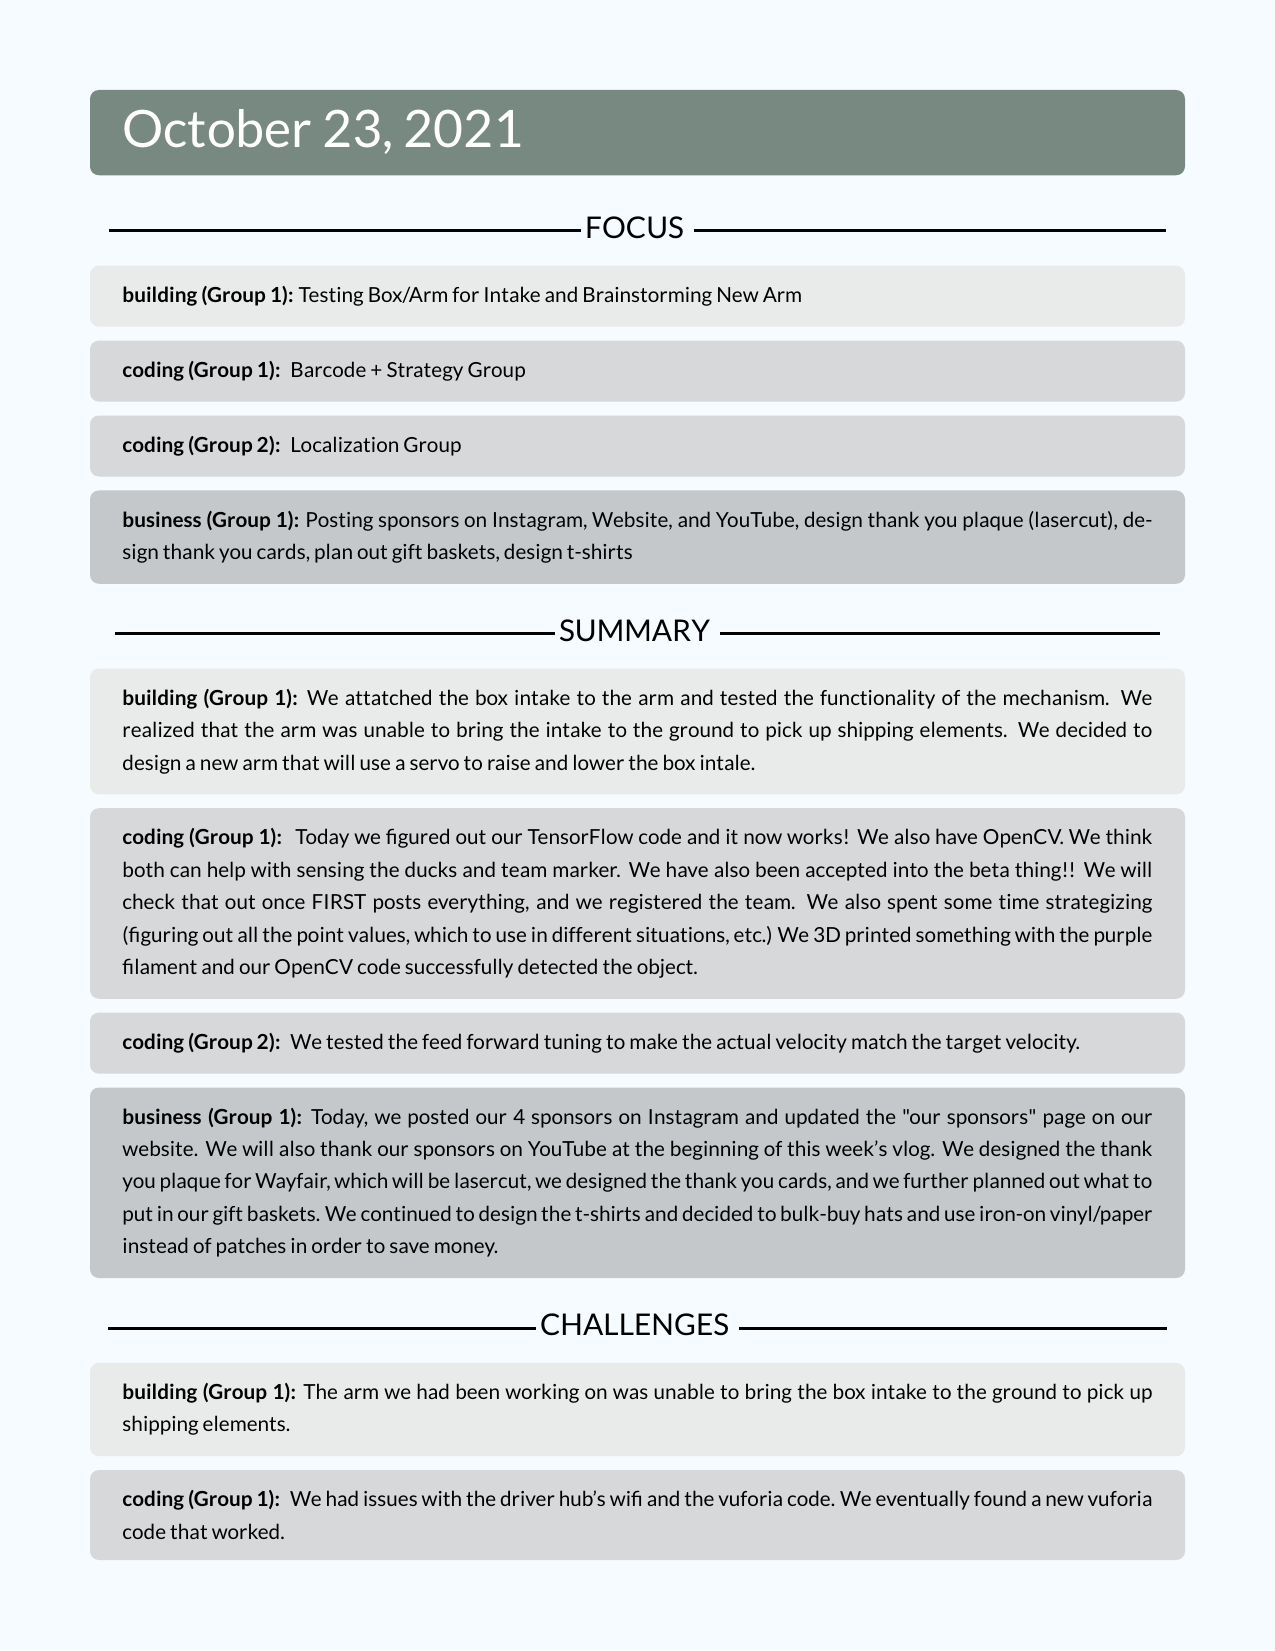 October 23, 2021
FOCUS
building (Group 1): Testing Box/Arm for Intake and Brainstorming New Arm
coding (Group 1): Barcode + Strategy Group
coding (Group 2): Localization Group
business (Group 1): Posting sponsors on Instagram, Website, and YouTube, design thank you plaque (lasercut), de-
sign thank you cards, plan out gift baskets, design t-shirts
SUMMARY
building (Group 1): We attatched the box intake to the arm and tested the functionality of the mechanism. We
realized that the arm was unable to bring the intake to the ground to pick up shipping elements. We decided to
design a new arm that will use a servo to raise and lower the box intale.
coding (Group 1): Today we figured out our TensorFlow code and it now works! We also have OpenCV. We think
both can help with sensing the ducks and team marker. We have also been accepted into the beta thing!! We will
check that out once FIRST posts everything, and we registered the team. We also spent some time strategizing
(figuring out all the point values, which to use in different situations, etc.) We 3D printed something with the purple
filament and our OpenCV code successfully detected the object.
coding (Group 2): We tested the feed forward tuning to make the actual velocity match the target velocity.
business (Group 1): Today, we posted our 4 sponsors on Instagram and updated the "our sponsors" page on our
website. We will also thank our sponsors on YouTube at the beginning of this week's vlog. We designed the thank
you plaque for Wayfair, which will be lasercut, we designed the thank you cards, and we further planned out what to
put in our gift baskets. We continued to design the t-shirts and decided to bulk-buy hats and use iron-on vinyl/paper
instead of patches in order to save money.
CHALLENGES
building (Group 1): The arm we had been working on was unable to bring the box intake to the ground to pick up
shipping elements.
coding (Group 1): We had issues with the driver hub's wifi and the vuforia code. We eventually found a new vuforia
code that worked.